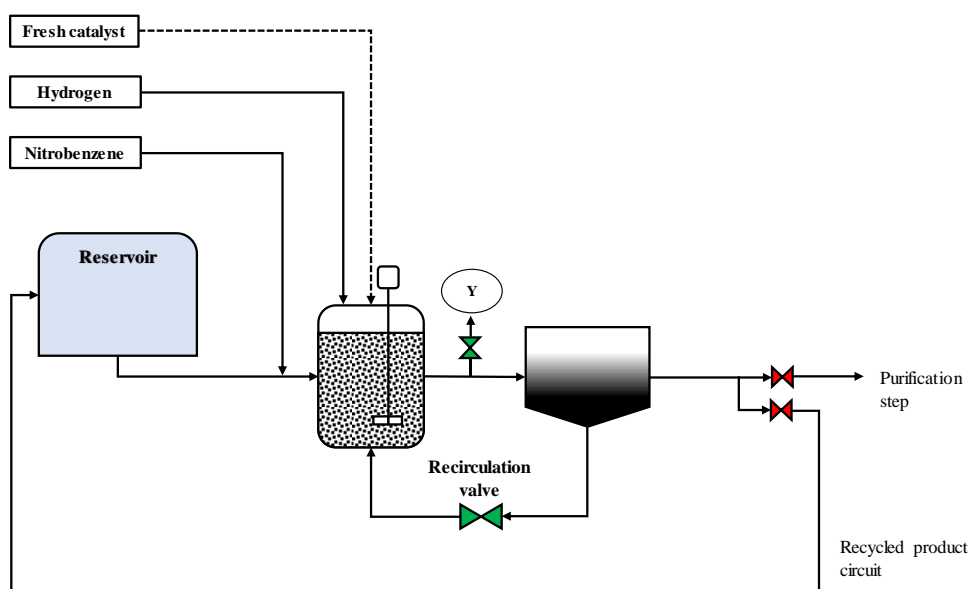 Fresh catalyst
Hydrogen
Nitrobenzene
Reservoir
Y
Purification
step
Recirculation
valve
Recycled product
circuit